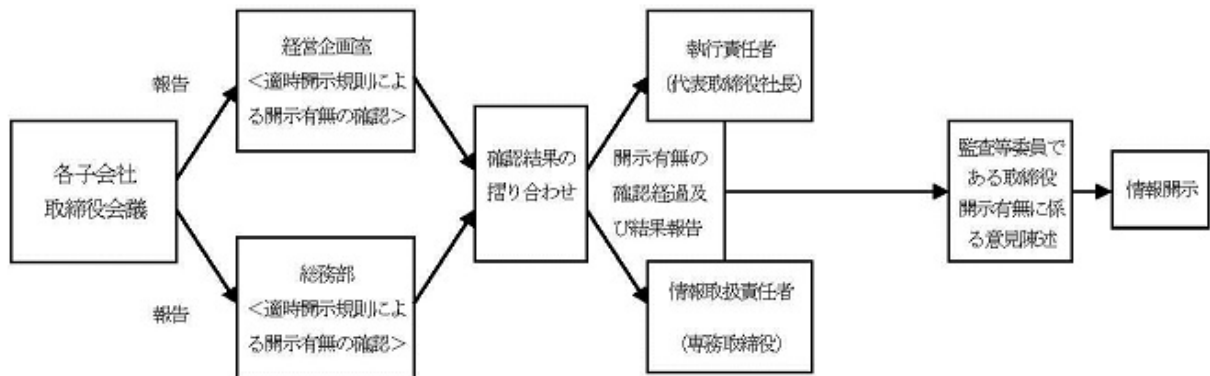 各子会社
取締役会議
報告
報告
経営企画室
<適時開示規則によ
る開示有無の確認>
総務部
<適時開示規則によ
る開示有無の確認>
確認結果の
摺り合わせ
開示有無の
確認経過及
び結果報告
執行責任者
(代表取締役社長)
情報取扱責任者
(専務取締役)
監査等委員で
ある取締役
開示有無に係
る意見陳述
情報開示